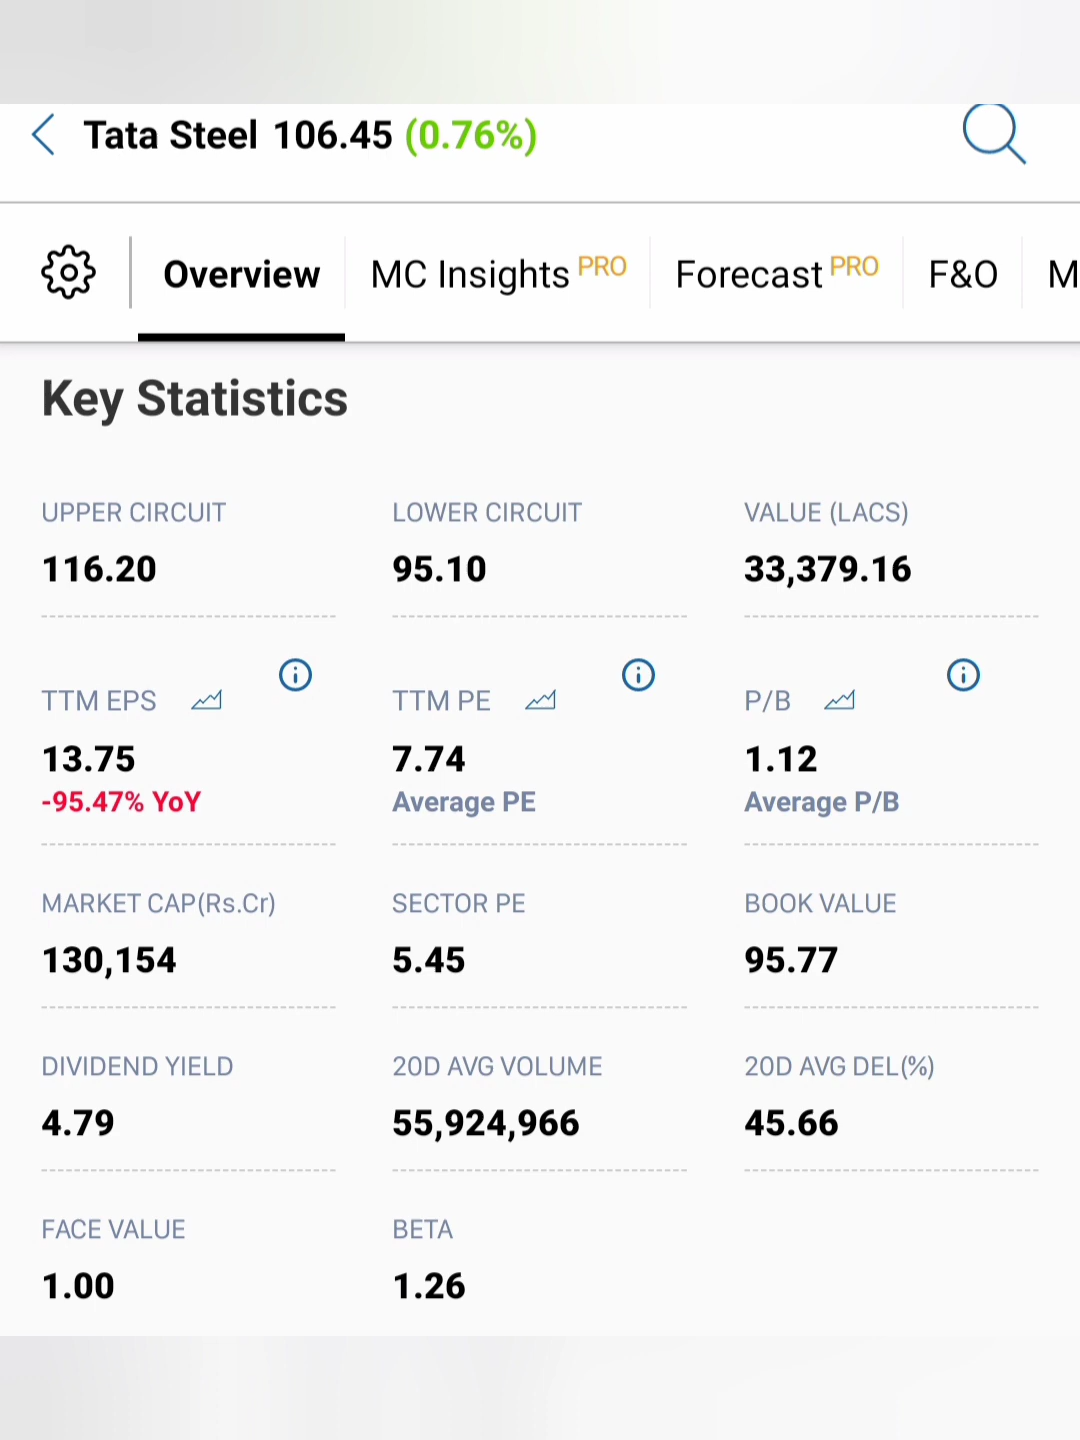 Tata Steel 106.45 (0.76%)
Overview MC Insights PRO Forecast PRO F&O M
Key Statistics
UPPER CIRCUIT LOWER CIRCUIT VALUE (LACS)
116.20 95.10 33,379.16
TTM EPS TTM PE P/B
13.75 7.74 1.12
-95.47% YoY Average PE Average P/B
MARKET CAP(Rs.Cr) SECTOR PE BOOK VALUE
130,154 5.45 95.77
DIVIDEND YIELD 20D AVG VOLUME 20D AVG DEL(%)
4.79 55,924,966 45.66
FACE VALUE BETA
1.00 1.26